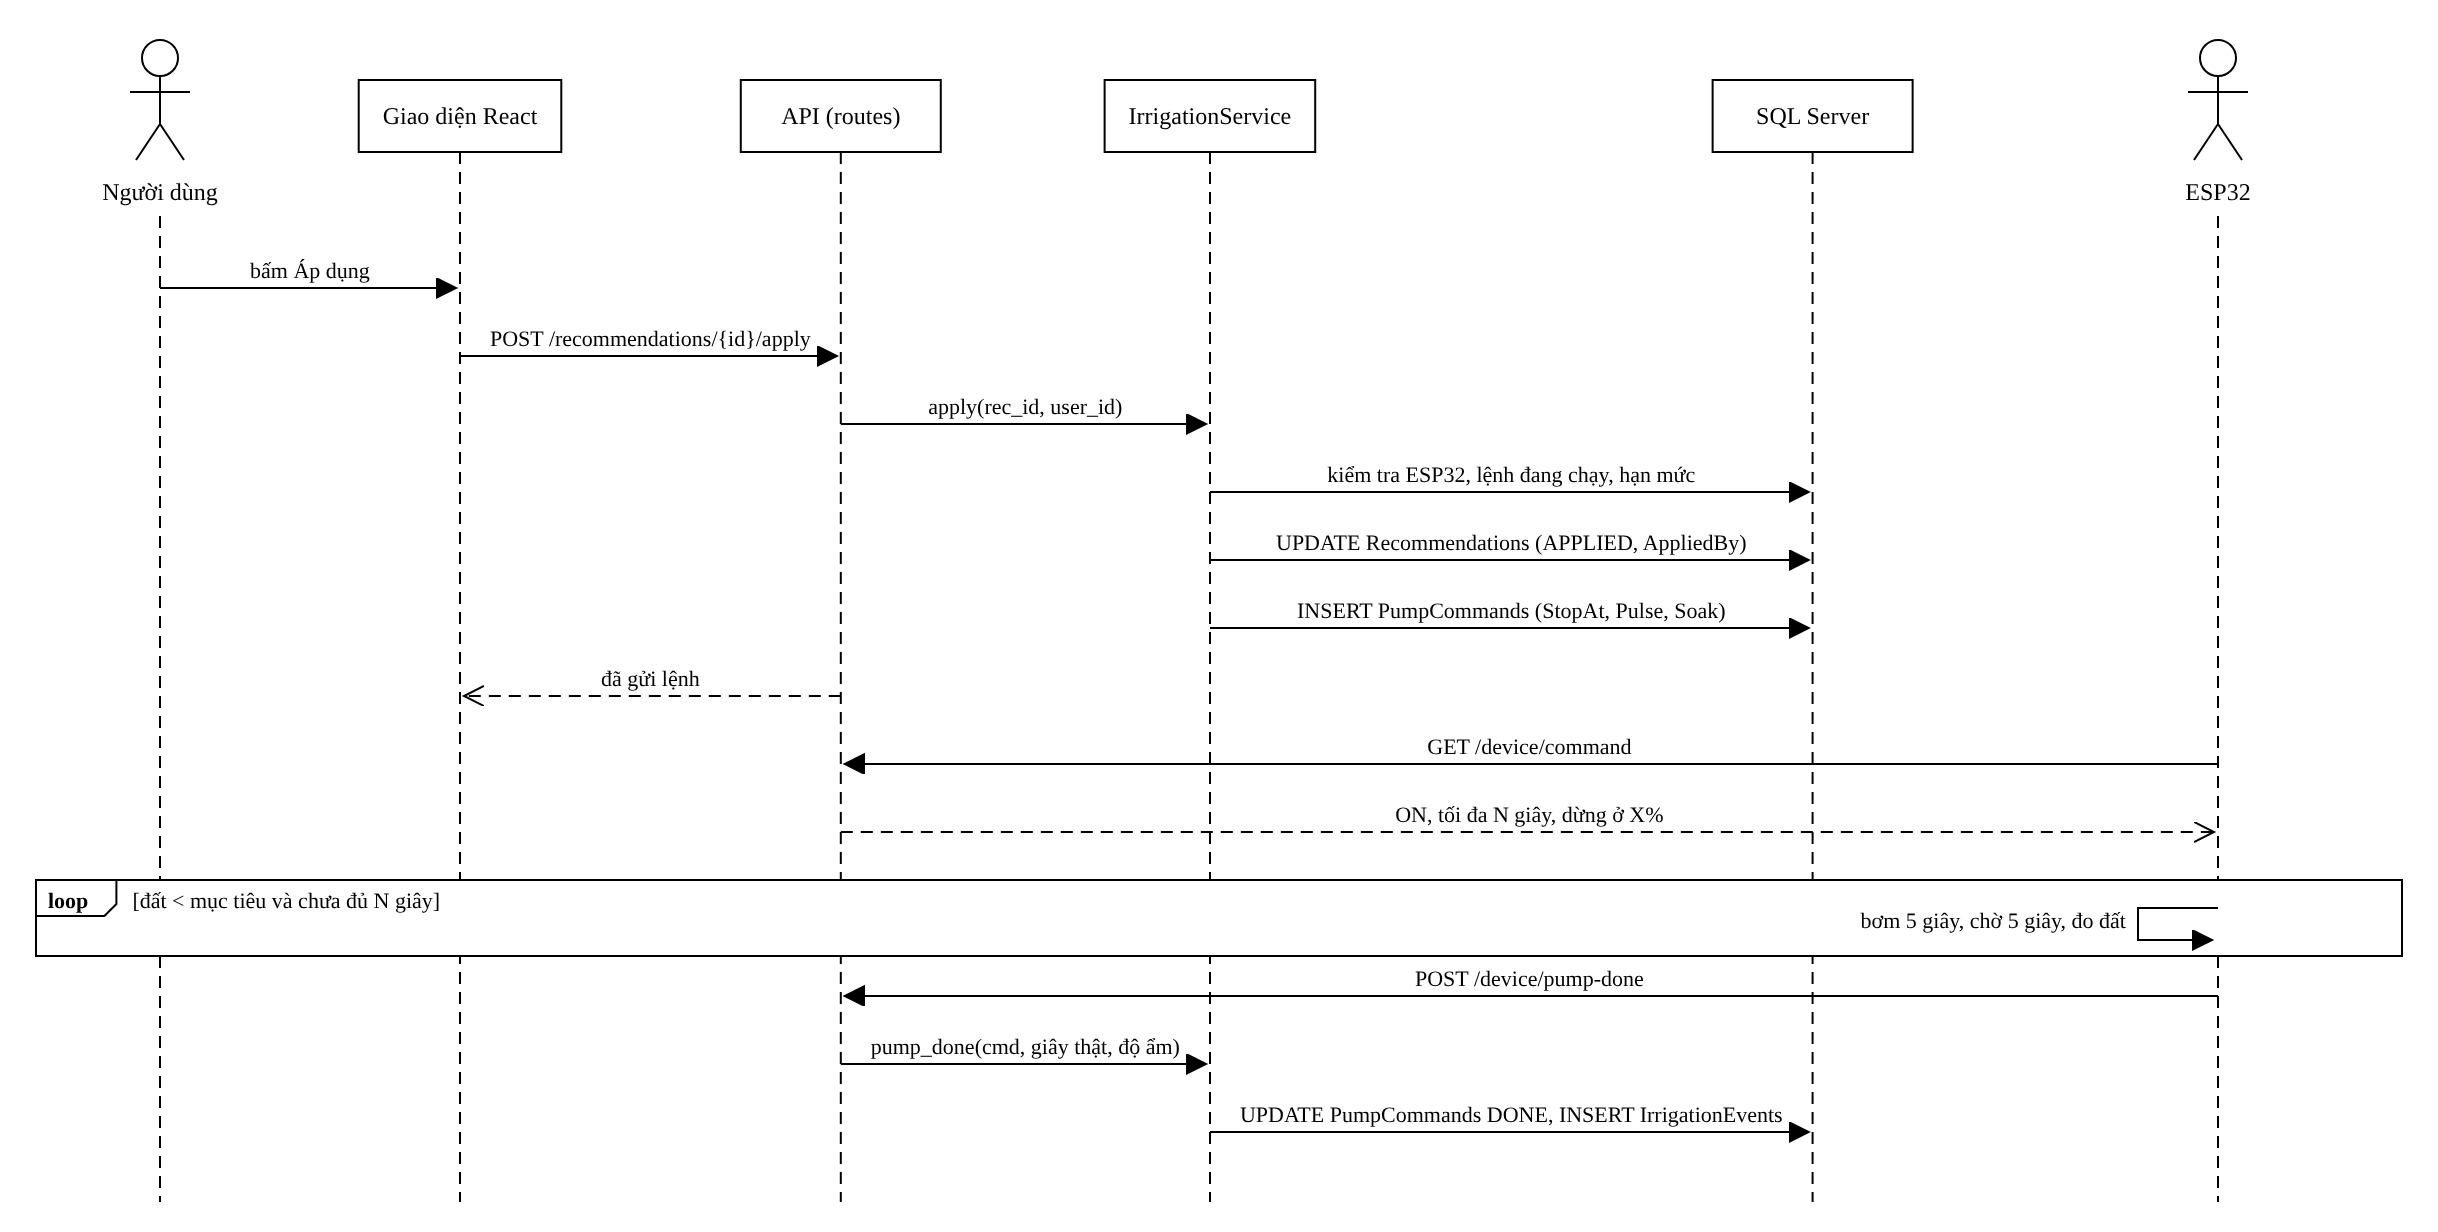 Giao diện React
API (routes)
IrrigationService
SQL Server
Người dùng
ESP32
bấm Áp dụng
POST /recommendations/{id}/apply
apply(rec_id, user_id)
kiểm tra ESP32, lệnh đang chạy, hạn mức
UPDATE Recommendations (APPLIED, AppliedBy)
INSERT PumpCommands (StopAt, Pulse, Soak)
đã gửi lệnh
GET /device/command
ON, tối đa N giây, dừng ở X%
loop [đất < mục tiêu và chưa đủ N giây]
bơm 5 giây, chờ 5 giây, đo đất
POST /device/pump-done
pump_done(cmd, giây thật, độ ẩm)
UPDATE PumpCommands DONE, INSERT IrrigationEvents